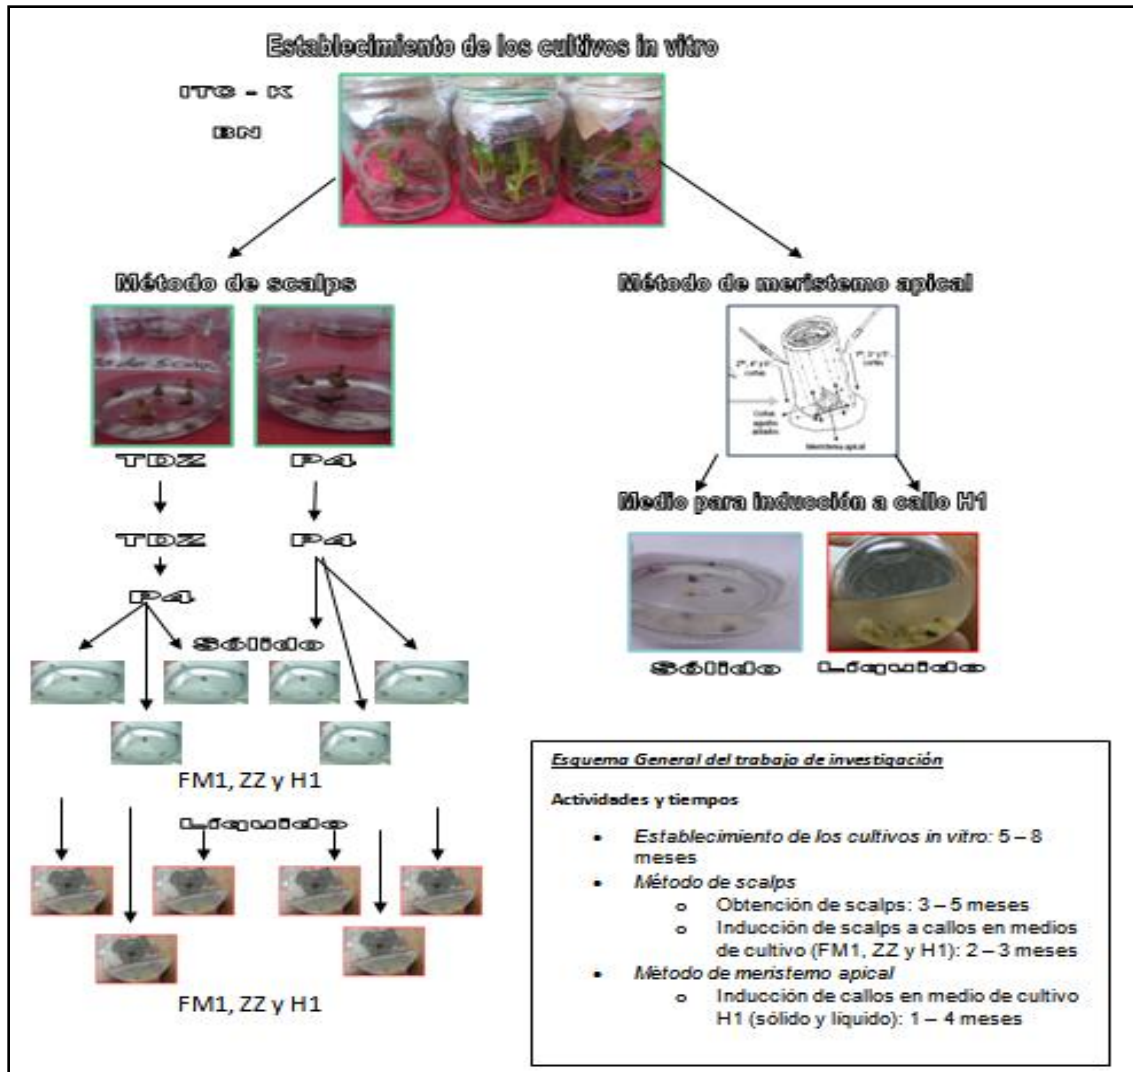 Establecimiento de los cultivos in vitro
ITC - K
BN
Método de scalps
TDZ
P4
TDZ
P4
P4
Sólido
FM1, ZZ y H1
Líquido
FM1, ZZ y H1
Método de meristemo apical
Meristemo apical
Medio para inducción a callo H1
Sólido
Líquido
Esquema General del trabajo de investigación
Actividades y tiempos
• Establecimiento de los cultivos in vitro: 5 – 8
meses
• Método de scalps
o Obtención de scalps: 3 – 5 meses
o Inducción de scalps a callos en medios
de cultivo (FM1, ZZ y H1): 2 – 3 meses
• Método de meristemo apical
o Inducción de callos en medio de cultivo
H1 (sólido y líquido): 1 – 4 meses